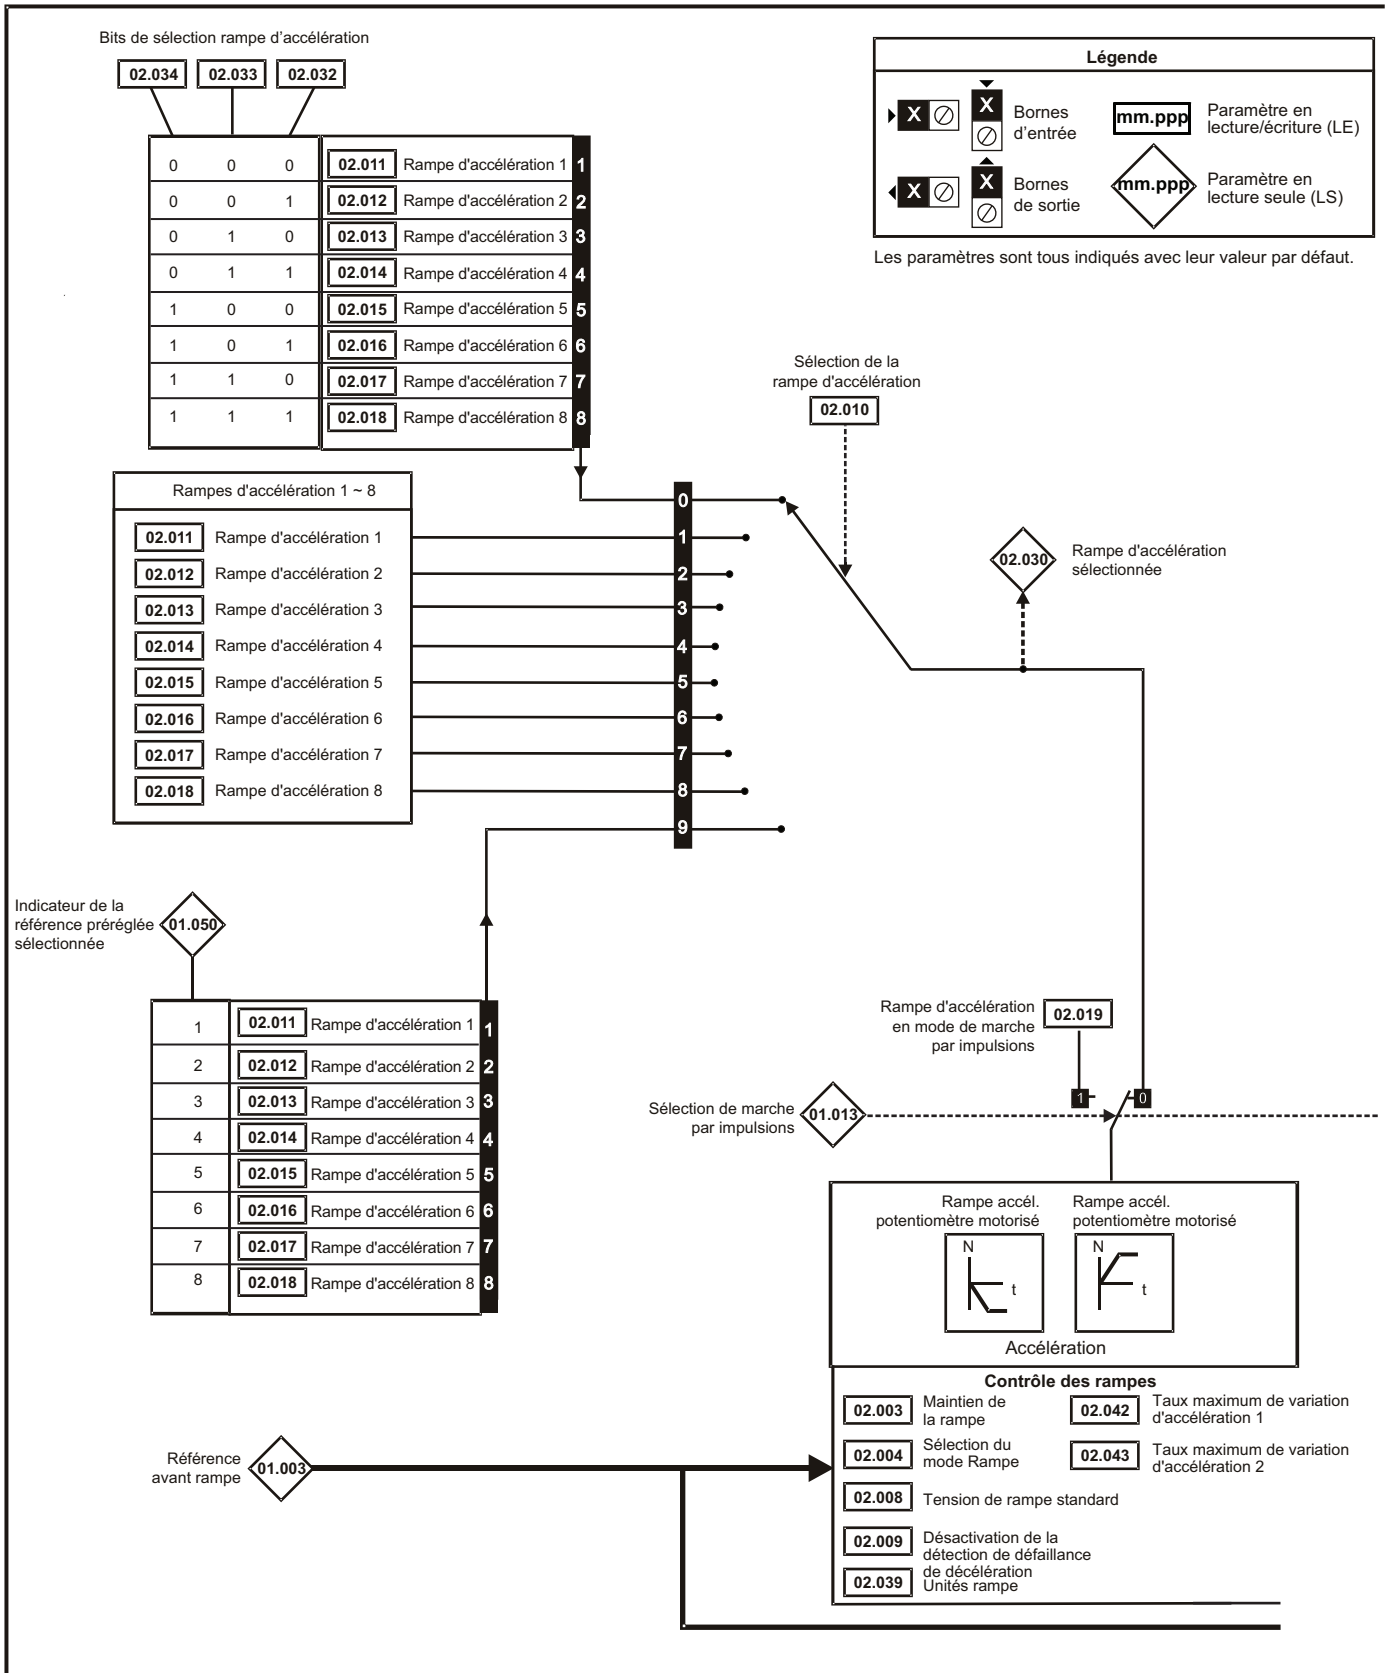 Bits de sélection rampe d'accélération
02.034 02.033 02.032
0 0 0 02.011 Rampe d'accélération 1 1
0 0 1 02.012 Rampe d'accélération 2 2
0 1 0 02.013 Rampe d'accélération 3 3
0 1 1 02.014 Rampe d'accélération 4 4
1 0 0 02.015 Rampe d'accélération 5 5
1 0 1 02.016 Rampe d'accélération 6 6
1 1 0 02.017 Rampe d'accélération 7 7
1 1 1 02.018 Rampe d'accélération 8 8
Légende
X
X
Bornes
d'entrée
mm.ppp
Paramètre en
lecture/écriture (LE)
X
X
Bornes
de sortie
mm.ppp
Paramètre en
lecture seule (LS)
Les paramètres sont tous indiqués avec leur valeur par défaut.
Sélection de la
rampe d'accélération
02.010
Rampes d'accélération 1 ~ 8
0
02.011 Rampe d'accélération 1 1
02.012 Rampe d'accélération 2 2
02.013 Rampe d'accélération 3 3
02.014 Rampe d'accélération 4 4
02.015 Rampe d'accélération 5 5
02.016 Rampe d'accélération 6 6
02.017 Rampe d'accélération 7 7
02.018 Rampe d'accélération 8 8
9
02.030
Rampe d'accélération
sélectionnée
Indicateur de la
référence préréglée
sélectionnée
01.050
1 02.011 Rampe d'accélération 1 1
2 02.012 Rampe d'accélération 2 2
3 02.013 Rampe d'accélération 3 3
4 02.014 Rampe d'accélération 4 4
5 02.015 Rampe d'accélération 5 5
6 02.016 Rampe d'accélération 6 6
7 02.017 Rampe d'accélération 7 7
8 02.018 Rampe d'accélération 8 8
Rampe d'accélération
en mode de marche
par impulsions
02.019
1 0
Sélection de marche
par impulsions
01.013
Rampe accél.
potentiomètre motorisé
N
t
Rampe accél.
potentiomètre motorisé
N
t
Accélération
Contrôle des rampes
02.003
Maintien de
la rampe
02.042
Taux maximum de variation
d'accélération 1
02.004
Sélection du
mode Rampe
02.043
Taux maximum de variation
d'accélération 2
02.008 Tension de rampe standard
02.009
Désactivation de la
détection de défaillance
de décélération
02.039 Unités rampe
Référence
avant rampe
01.003